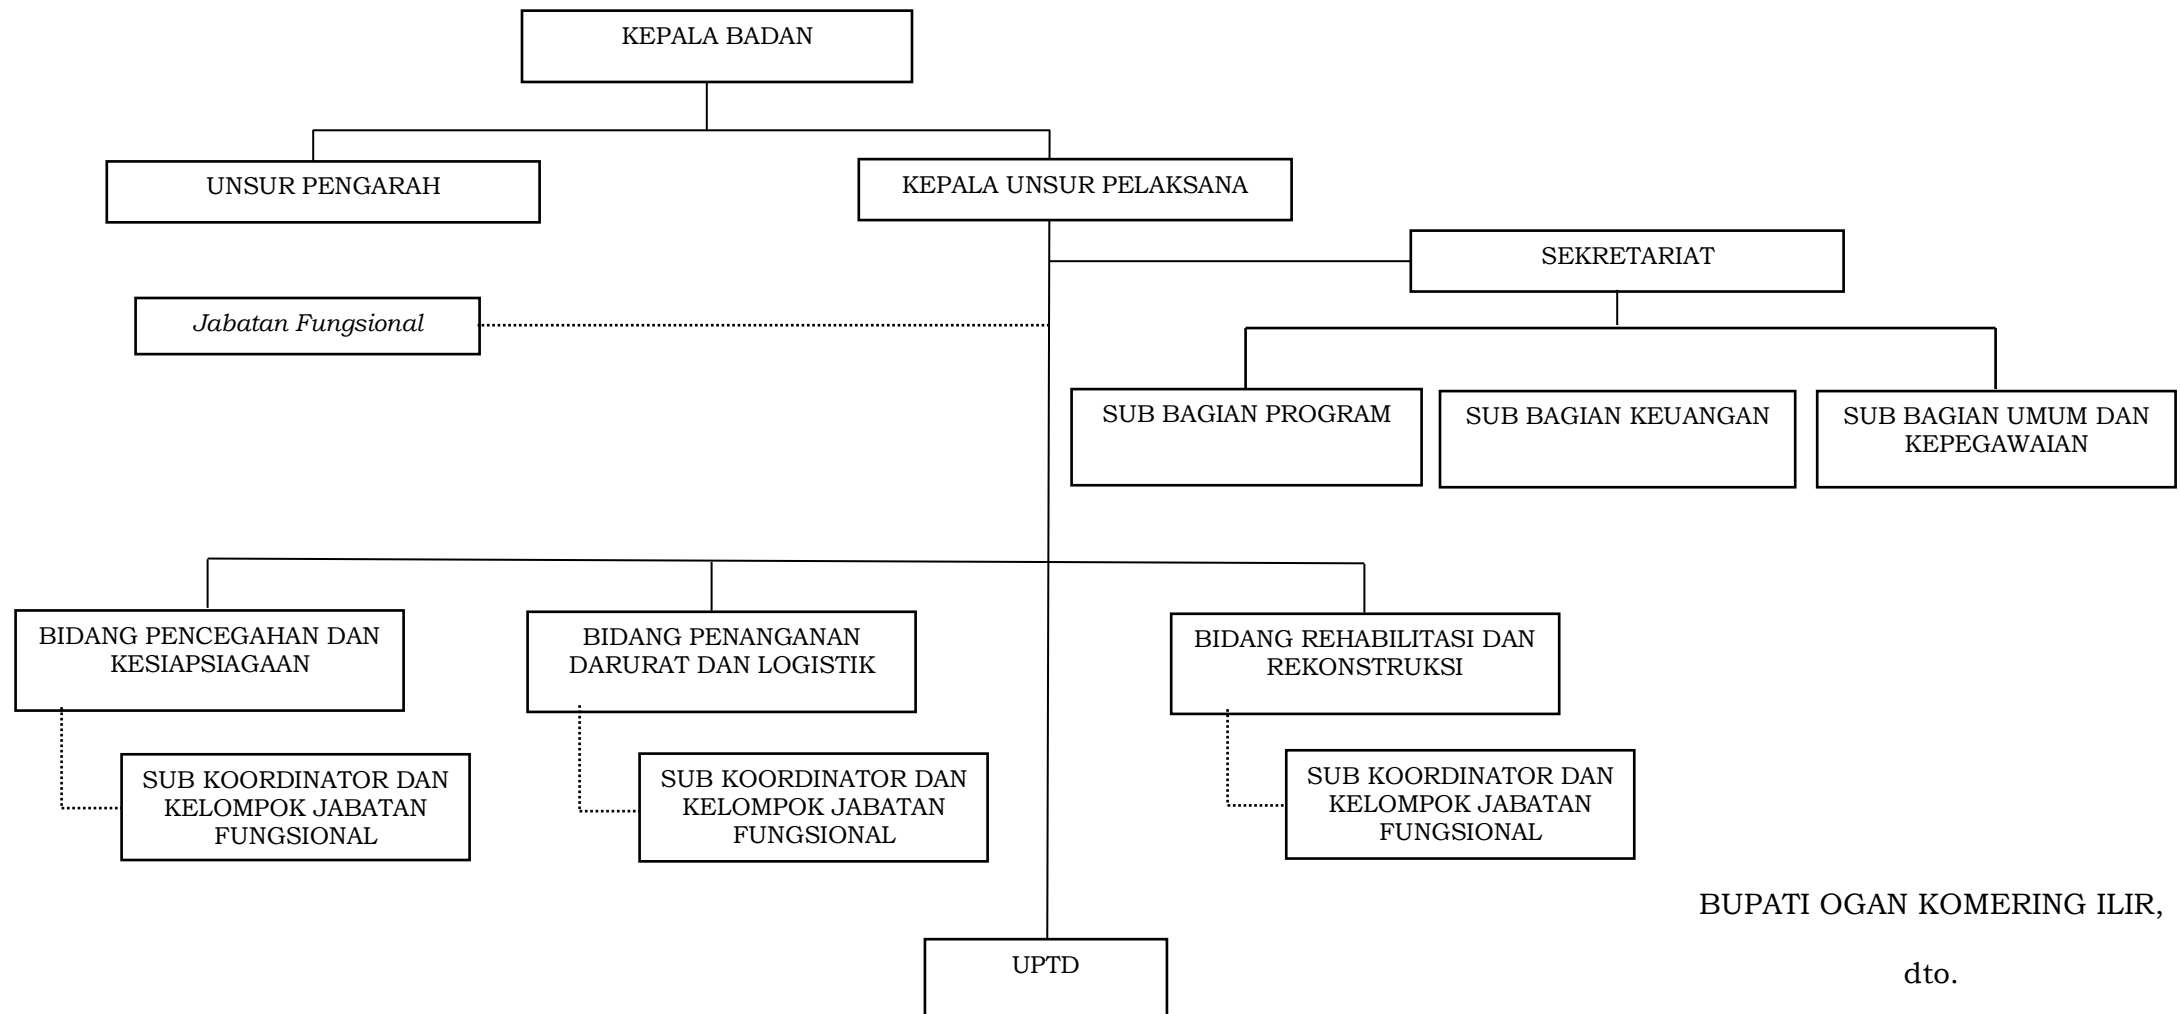 KEPALA BADAN
UNSUR PENGARAH
KEPALA UNSUR PELAKSANA
SEKRETARIAT
Jabatan Fungsional
SUB BAGIAN PROGRAM
SUB BAGIAN KEUANGAN
SUB BAGIAN UMUM DAN
KEPEGAWAIAN
BIDANG PENCEGAHAN DAN
KESIAPSIAGAAN
BIDANG PENANGANAN
DARURAT DAN LOGISTIK
BIDANG REHABILITASI DAN
REKONSTRUKSI
SUB KOORDINATOR DAN
KELOMPOK JABATAN
FUNGSIONAL
SUB KOORDINATOR DAN
KELOMPOK JABATAN
FUNGSIONAL
SUB KOORDINATOR DAN
KELOMPOK JABATAN
FUNGSIONAL
UPTD
BUPATI OGAN KOMERING ILIR,
dto.